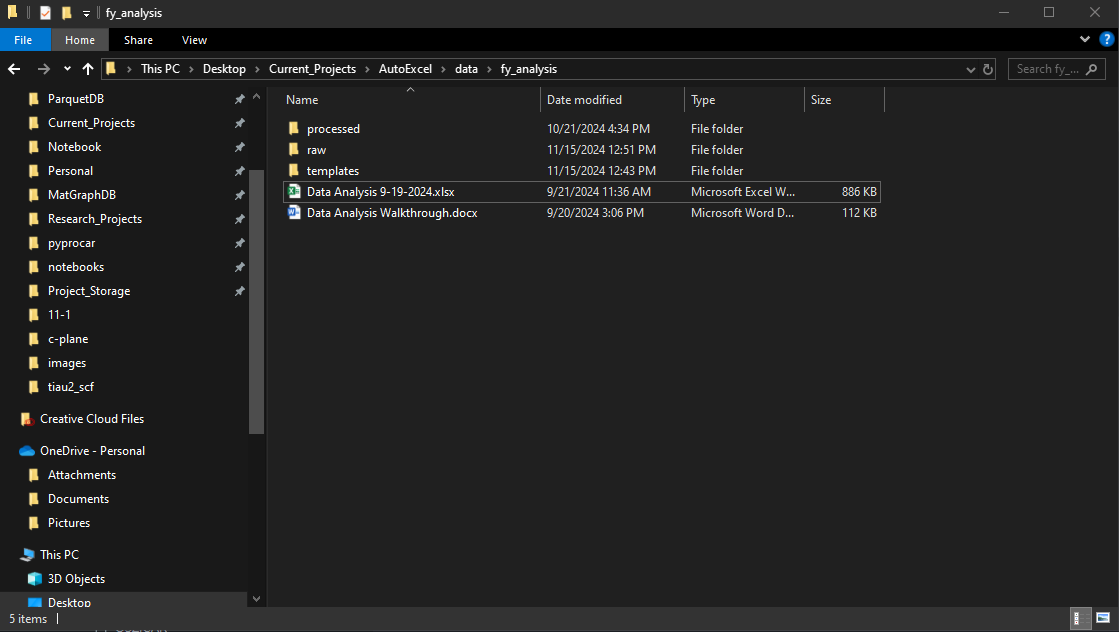 fy_analysis
File Home Share View
This PC > Desktop > Current_Projects > AutoExcel > data > fy_analysis
Search fy_...
ParquetDB
Current_Projects
Notebook
Personal
MatGraphDB
Research_Projects
pyprocar
notebooks
Project_Storage
11-1
c-plane
images
tiau2_scf
Creative Cloud Files
OneDrive - Personal
Attachments
Documents
Pictures
This PC
3D Objects
Desktop
Name Date modified Type Size
processed 10/21/2024 4:34 PM File folder
raw 11/15/2024 12:51 PM File folder
templates 11/15/2024 12:43 PM File folder
Data Analysis 9-19-2024.xlsx 9/21/2024 11:36 AM Microsoft Excel W... 886 KB
Data Analysis Walkthrough.docx 9/20/2024 3:06 PM Microsoft Word D... 112 KB
5 items